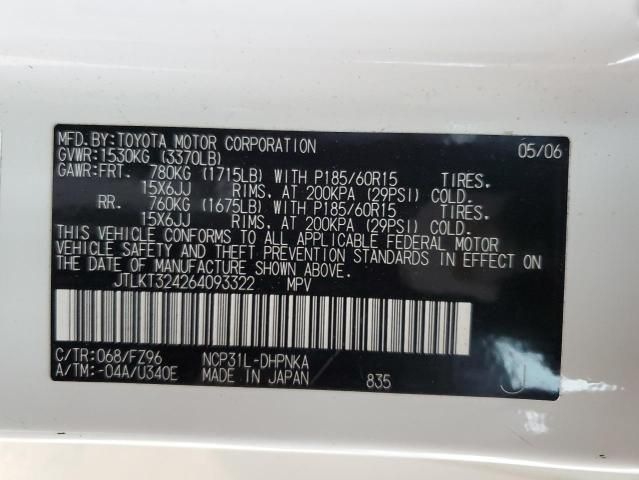 MFD.BY:TOYOTA MOTOR CORPORATION 05/06
GVWR:1530KG (3370LB)
GAWR:FRT. 780KG (1715LB) WITH P185/60R15 TIRES.
15X6JJ RIMS, AT 200KPA (29PSI) COLD.
RR. 760KG (1675LB) WITH P185/60R15 TIRES.
15X6JJ RIMS, AT 200KPA (29PSI) COLD.
THIS VEHICLE CONFORMS TO ALL APPLICABLE FEDERAL MOTOR
VEHICLE SAFETY AND THEFT PREVENTION STANDARDS IN EFFECT ON
THE DATE OF MANUFACTURE SHOWN ABOVE.
JTLKT324264093322 MPV
C/TR:068/FZ96 NCP31L-DHPNKA
A/TM:-04A/U340E MADE IN JAPAN 835 J